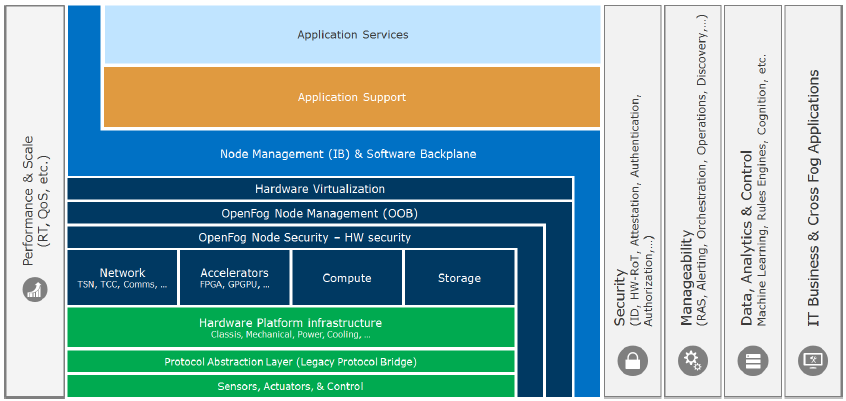 Performance & Scale
(RT, QoS, etc.)
Application Services
Application Support
Node Management (IB) & Software Backplane
Hardware Virtualization
OpenFog Node Management (OOB)
OpenFog Node Security – HW security
Network
TSN, TCC, Comms, ...
Accelerators
FPGA, GPGPU, ...
Compute
Storage
Hardware Platform infrastructure
Classis, Mechanical, Power, Cooling, ...
Protocol Abstraction Layer (Legacy Protocol Bridge)
Sensors, Actuators, & Control
Security
(ID, HW-RoT, Attestation, Authentication,
Authorization,...)
Manageability
(RAS, Alerting, Orchestration, Operations, Discovery,...)
Data, Analytics & Control
Machine Learning, Rules Engines, Cognition, etc.
IT Business & Cross Fog Applications